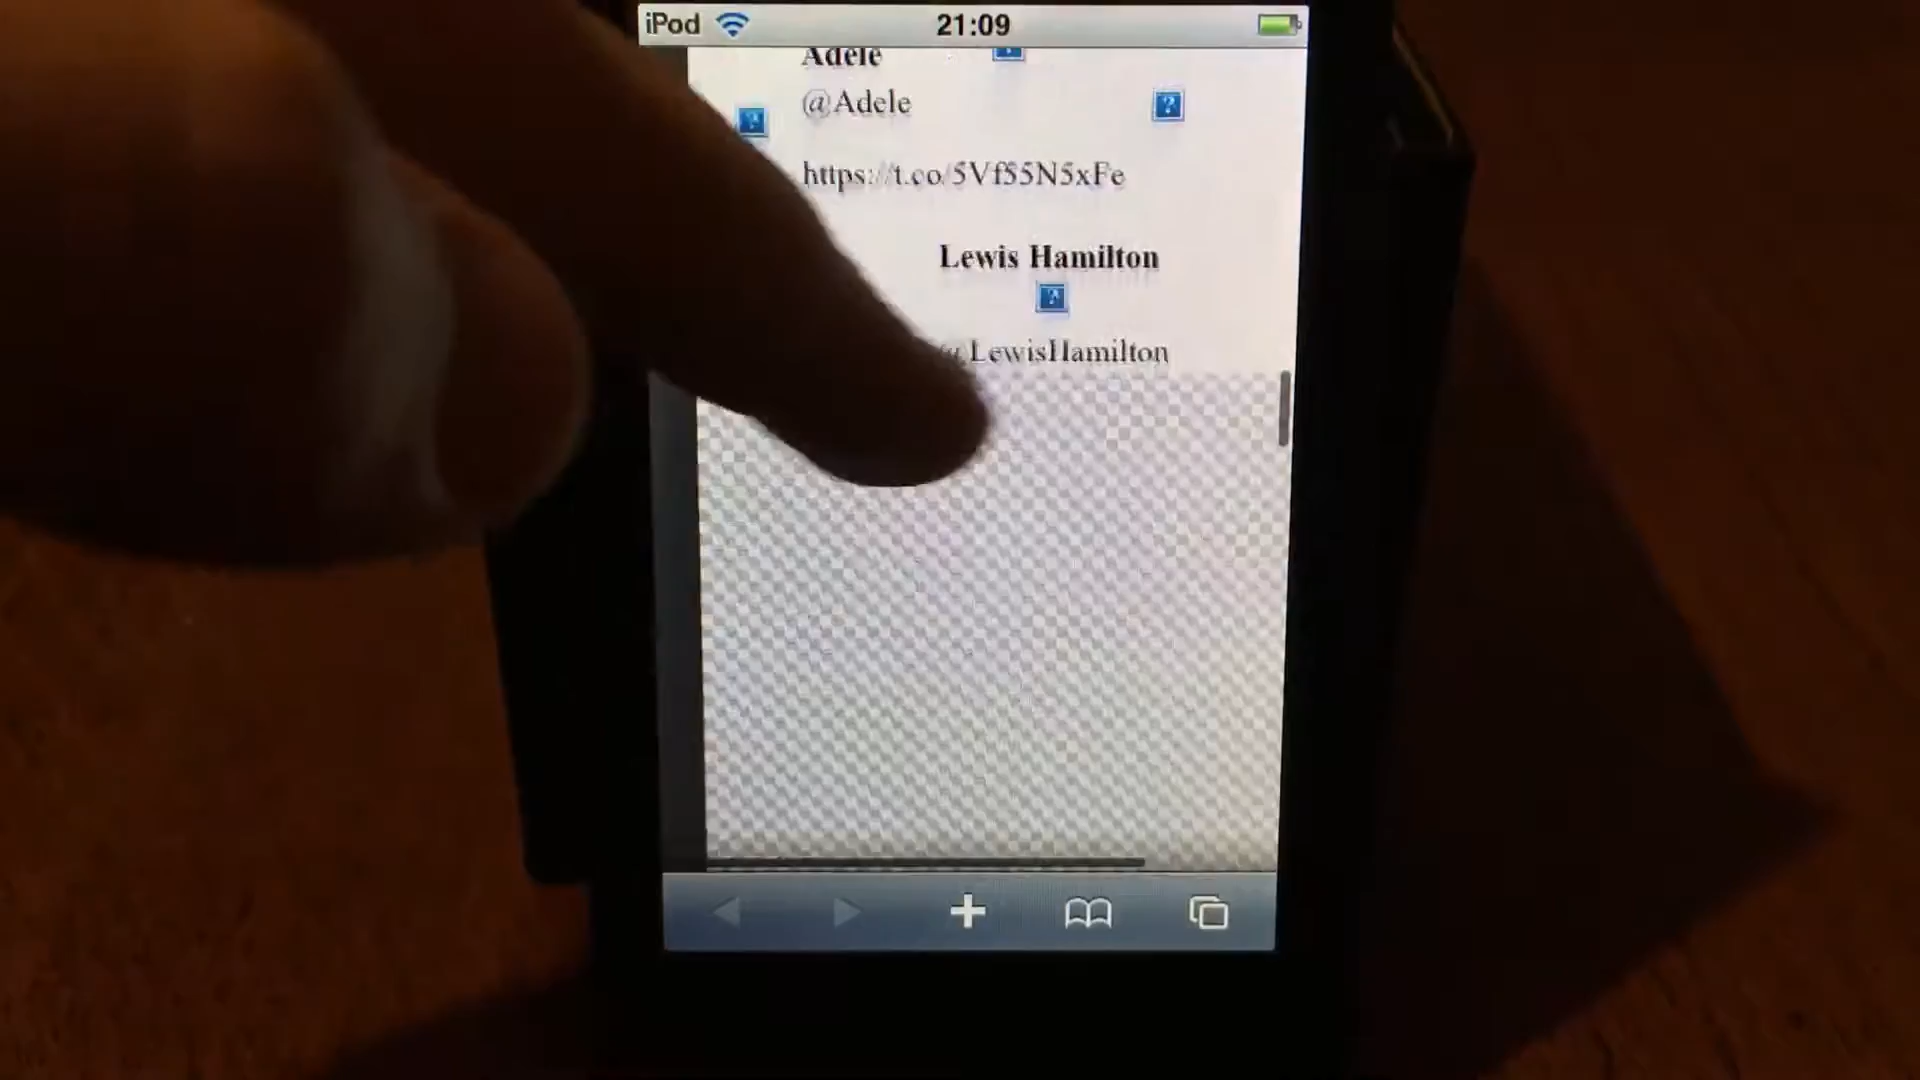 iPod 21:09
Adele
@Adele
https://t.co/5Vf55N5xFe
Lewis Hamilton
@LewisHamilton